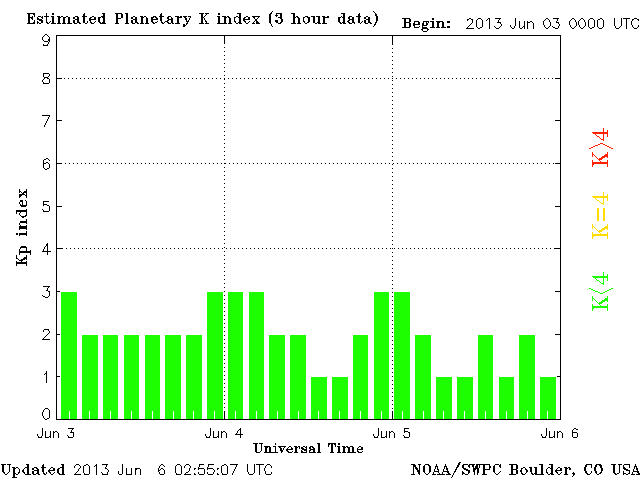 Estimated Planetary K index (3 hour data) Begin: 2013 Jun 03 0000 UTC
9
8
7
6
5
4
3
2
1
0
Kp index
K>4
K=4
K<4
Jun 3 Jun 4 Jun 5 Jun 6
Universal Time
Updated 2013 Jun 6 02:55:07 UTC NOAA/SWPC Boulder, CO USA